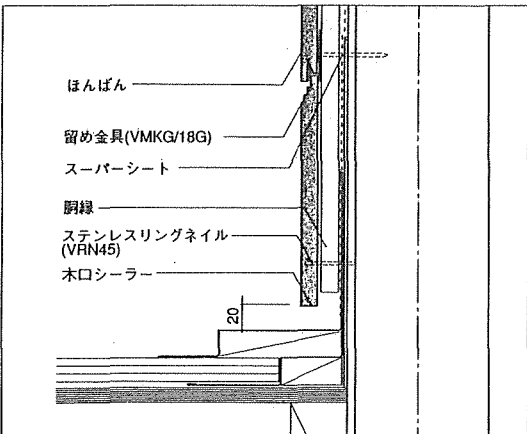 ほんばん
留め金具(VMKG/18G)
スーパーシート
胴縁
ステンレスリングネイル
(VRN45)
木口シーラー
20